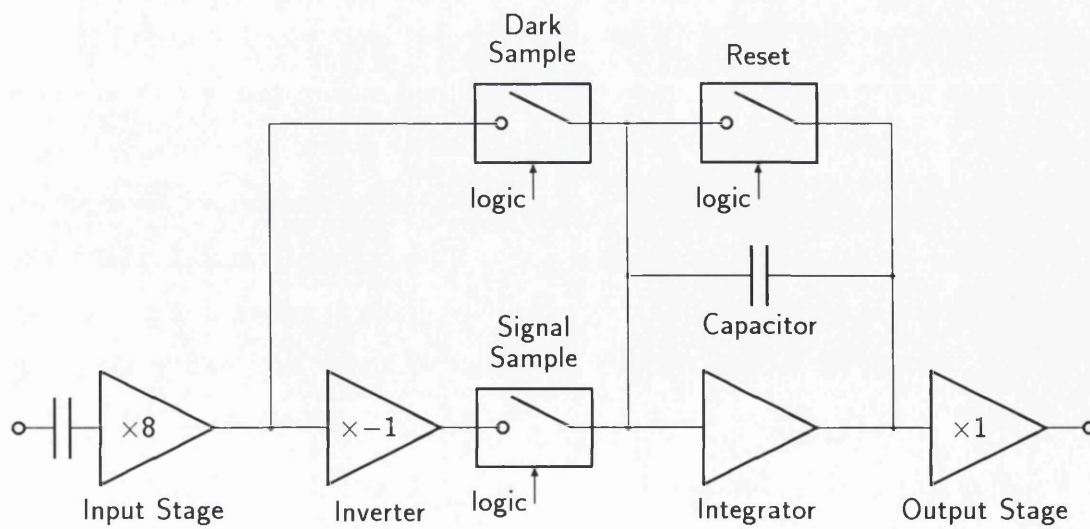 Dark
Sample
Reset
logic
logic
Capacitor
Signal
Sample
×8
×−1
×1
logic
Input Stage
Inverter
Integrator
Output Stage